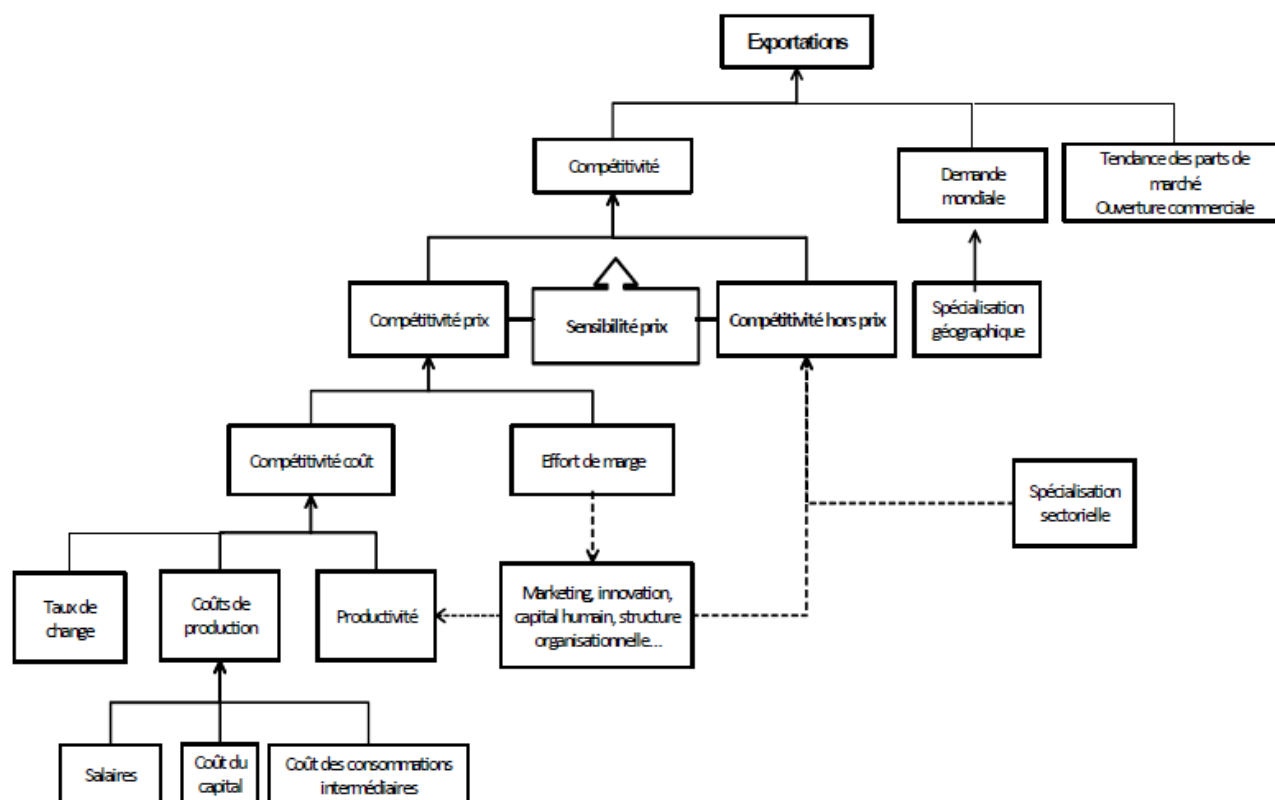 Exportations
Compétitivité
Demande
mondiale
Tendance des parts de
marché
Ouverture commerciale
Compétitivité prix
Sensibilité prix
Compétitivité hors prix
Spécialisation
géographique
Compétitivité coût
Effort de marge
Spécialisation
sectorielle
Taux de
change
Coûts de
production
Productivité
Marketing, innovation,
capital humain, structure
organisationnelle...
Salaires
Coût du
capital
Coût des consommations
intermédiaires